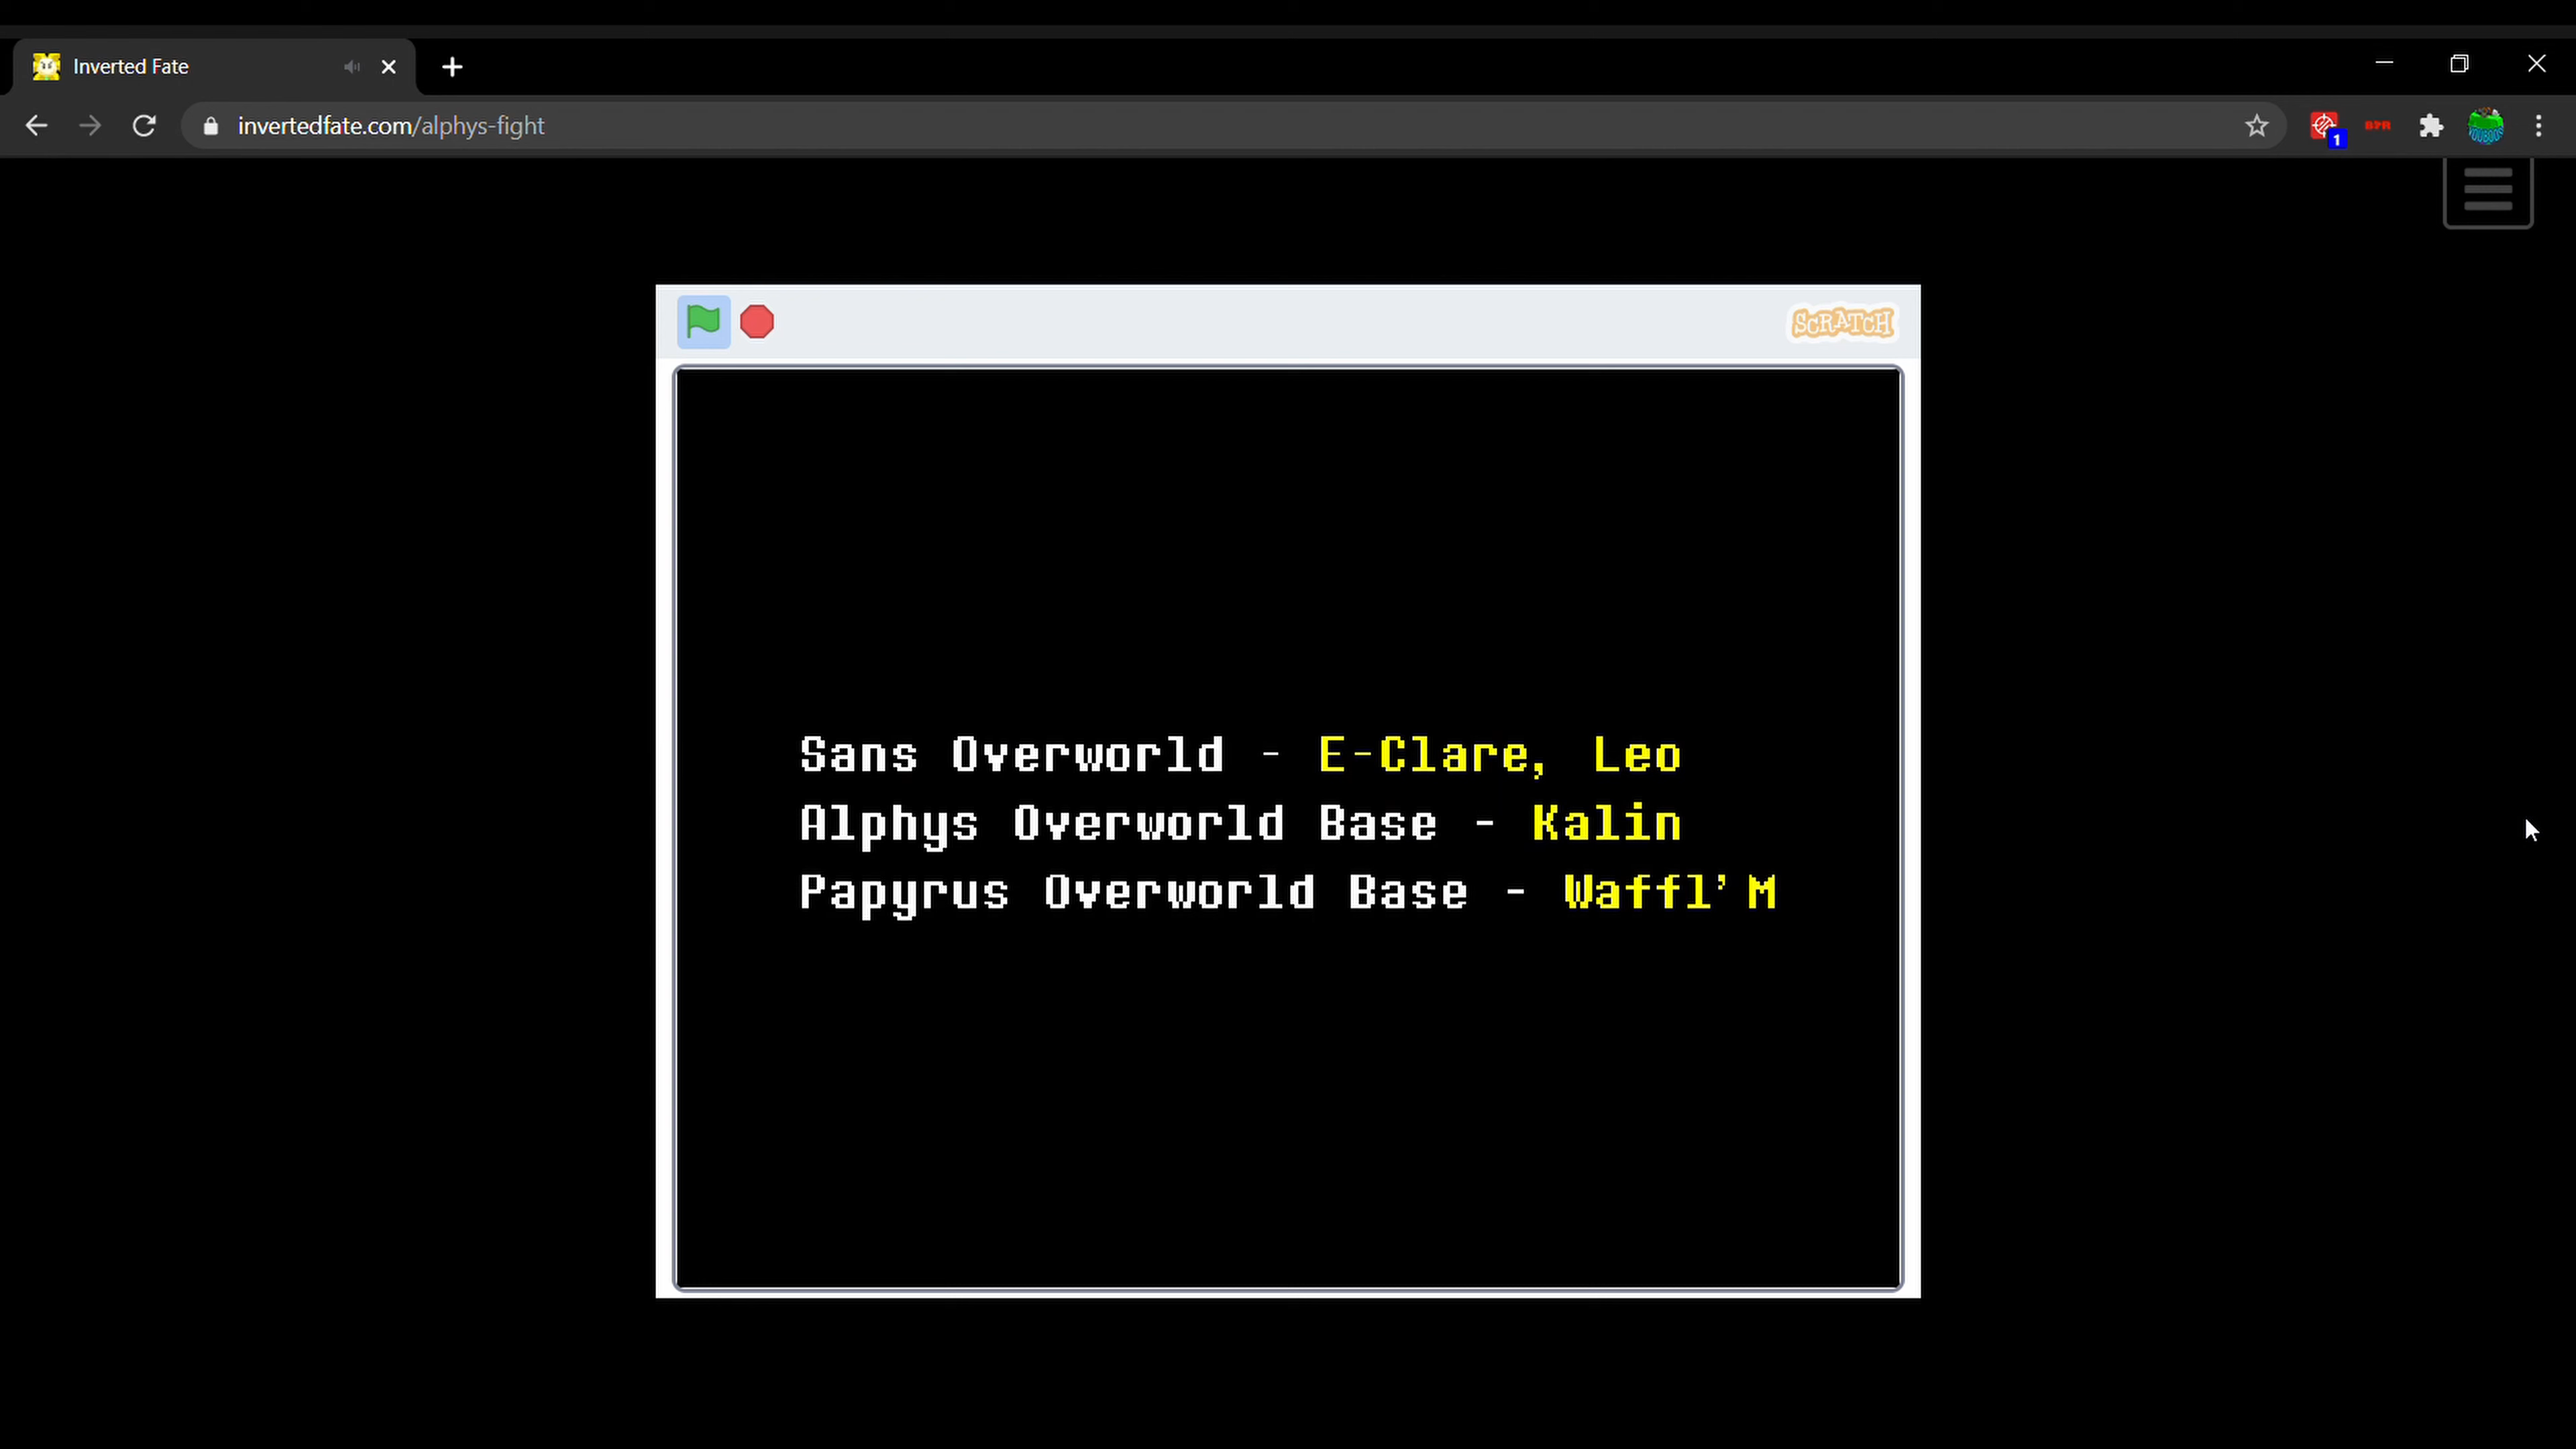 Inverted Fate
invertedfate.com/alphys-fight
B?R
1
SCRATCH
Sans Overworld - E-Clare, Leo
Alphys Overworld Base - Kalin
Papyrus Overworld Base - Waffl'M